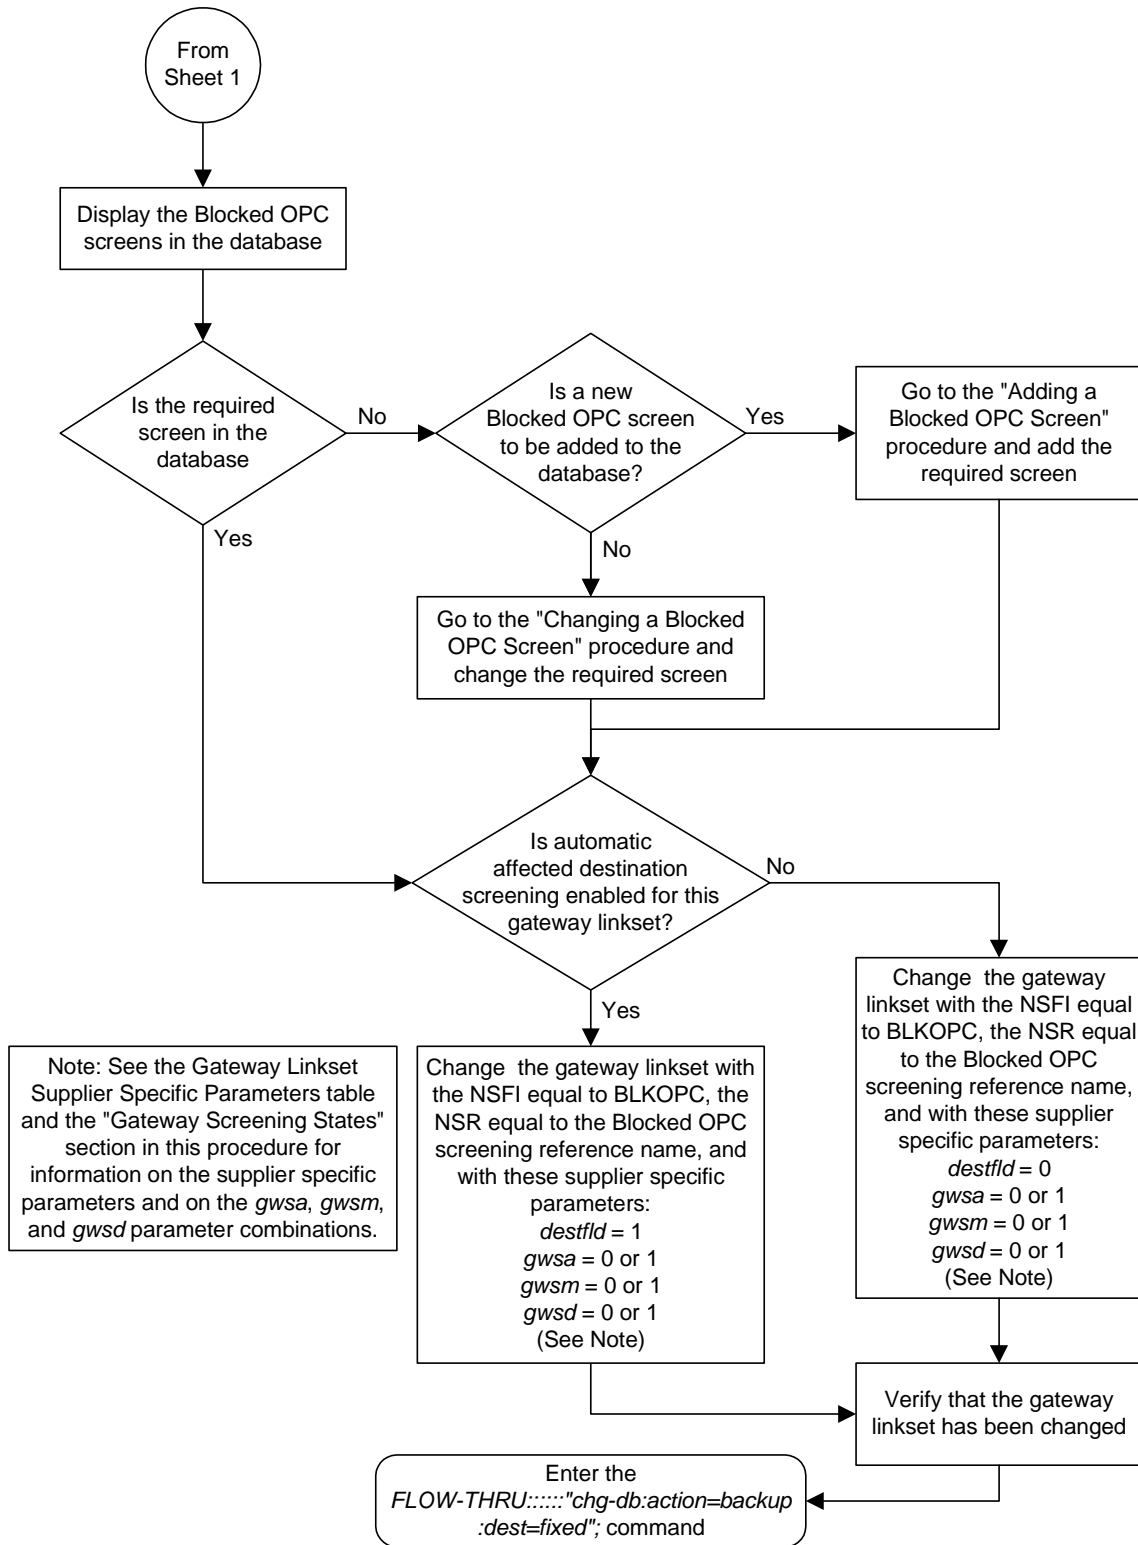 From
Sheet 1
Display the Blocked OPC
screens in the database
Is the required
screen in the
database
No
Yes
Is a new
Blocked OPC screen
to be added to the
database?
Yes
No
Go to the "Adding a
Blocked OPC Screen"
procedure and add the
required screen
Go to the "Changing a Blocked
OPC Screen" procedure and
change the required screen
Is automatic
affected destination
screening enabled for this
gateway linkset?
No
Yes
Note: See the Gateway Linkset
Supplier Specific Parameters table
and the "Gateway Screening States"
section in this procedure for
information on the supplier specific
parameters and on the gwsa, gwsm,
and gwsd parameter combinations.
Change the gateway linkset with
the NSFI equal to BLKOPC, the
NSR equal to the Blocked OPC
screening reference name, and
with these supplier specific
parameters:
destfld = 1
gwsa = 0 or 1
gwsm = 0 or 1
gwsd = 0 or 1
(See Note)
Change the gateway
linkset with the NSFI equal
to BLKOPC, the NSR equal
to the Blocked OPC
screening reference name,
and with these supplier
specific parameters:
destfld = 0
gwsa = 0 or 1
gwsm = 0 or 1
gwsd = 0 or 1
(See Note)
Verify that the gateway
linkset has been changed
Enter the
FLOW-THRU::::::"chg-db:action=backup
:dest=fixed"; command